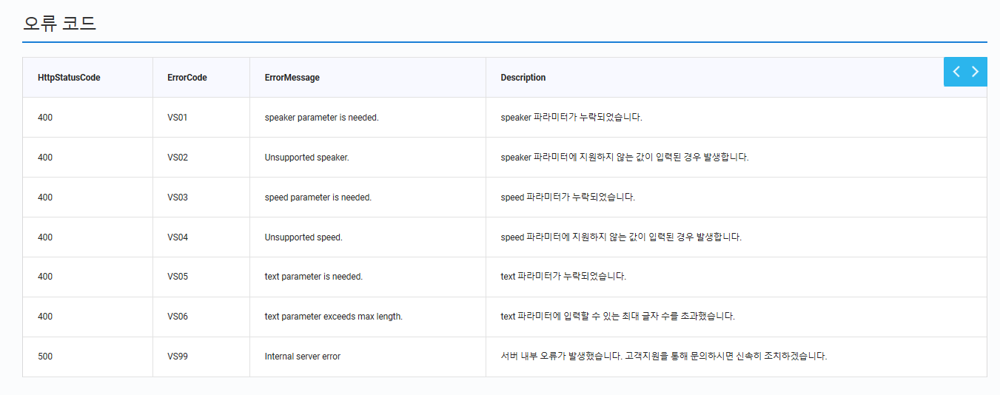 오류 코드
HttpStatusCode ErrorCode ErrorMessage Description
400 VS01 speaker parameter is needed. speaker 파라미터가 누락되었습니다.
400 VS02 Unsupported speaker. speaker 파라미터에 지원하지 않는 값이 입력된 경우 발생합니다.
400 VS03 speed parameter is needed. speed 파라미터가 누락되었습니다.
400 VS04 Unsupported speed. speed 파라미터에 지원하지 않는 값이 입력된 경우 발생합니다.
400 VS05 text parameter is needed. text 파라미터가 누락되었습니다.
400 VS06 text parameter exceeds max length. text 파라미터에 입력할 수 있는 최대 글자 수를 초과했습니다.
500 VS99 Internal server error 서버 내부 오류가 발생했습니다. 고객지원을 통해 문의하시면 신속히 조치하겠습니다.